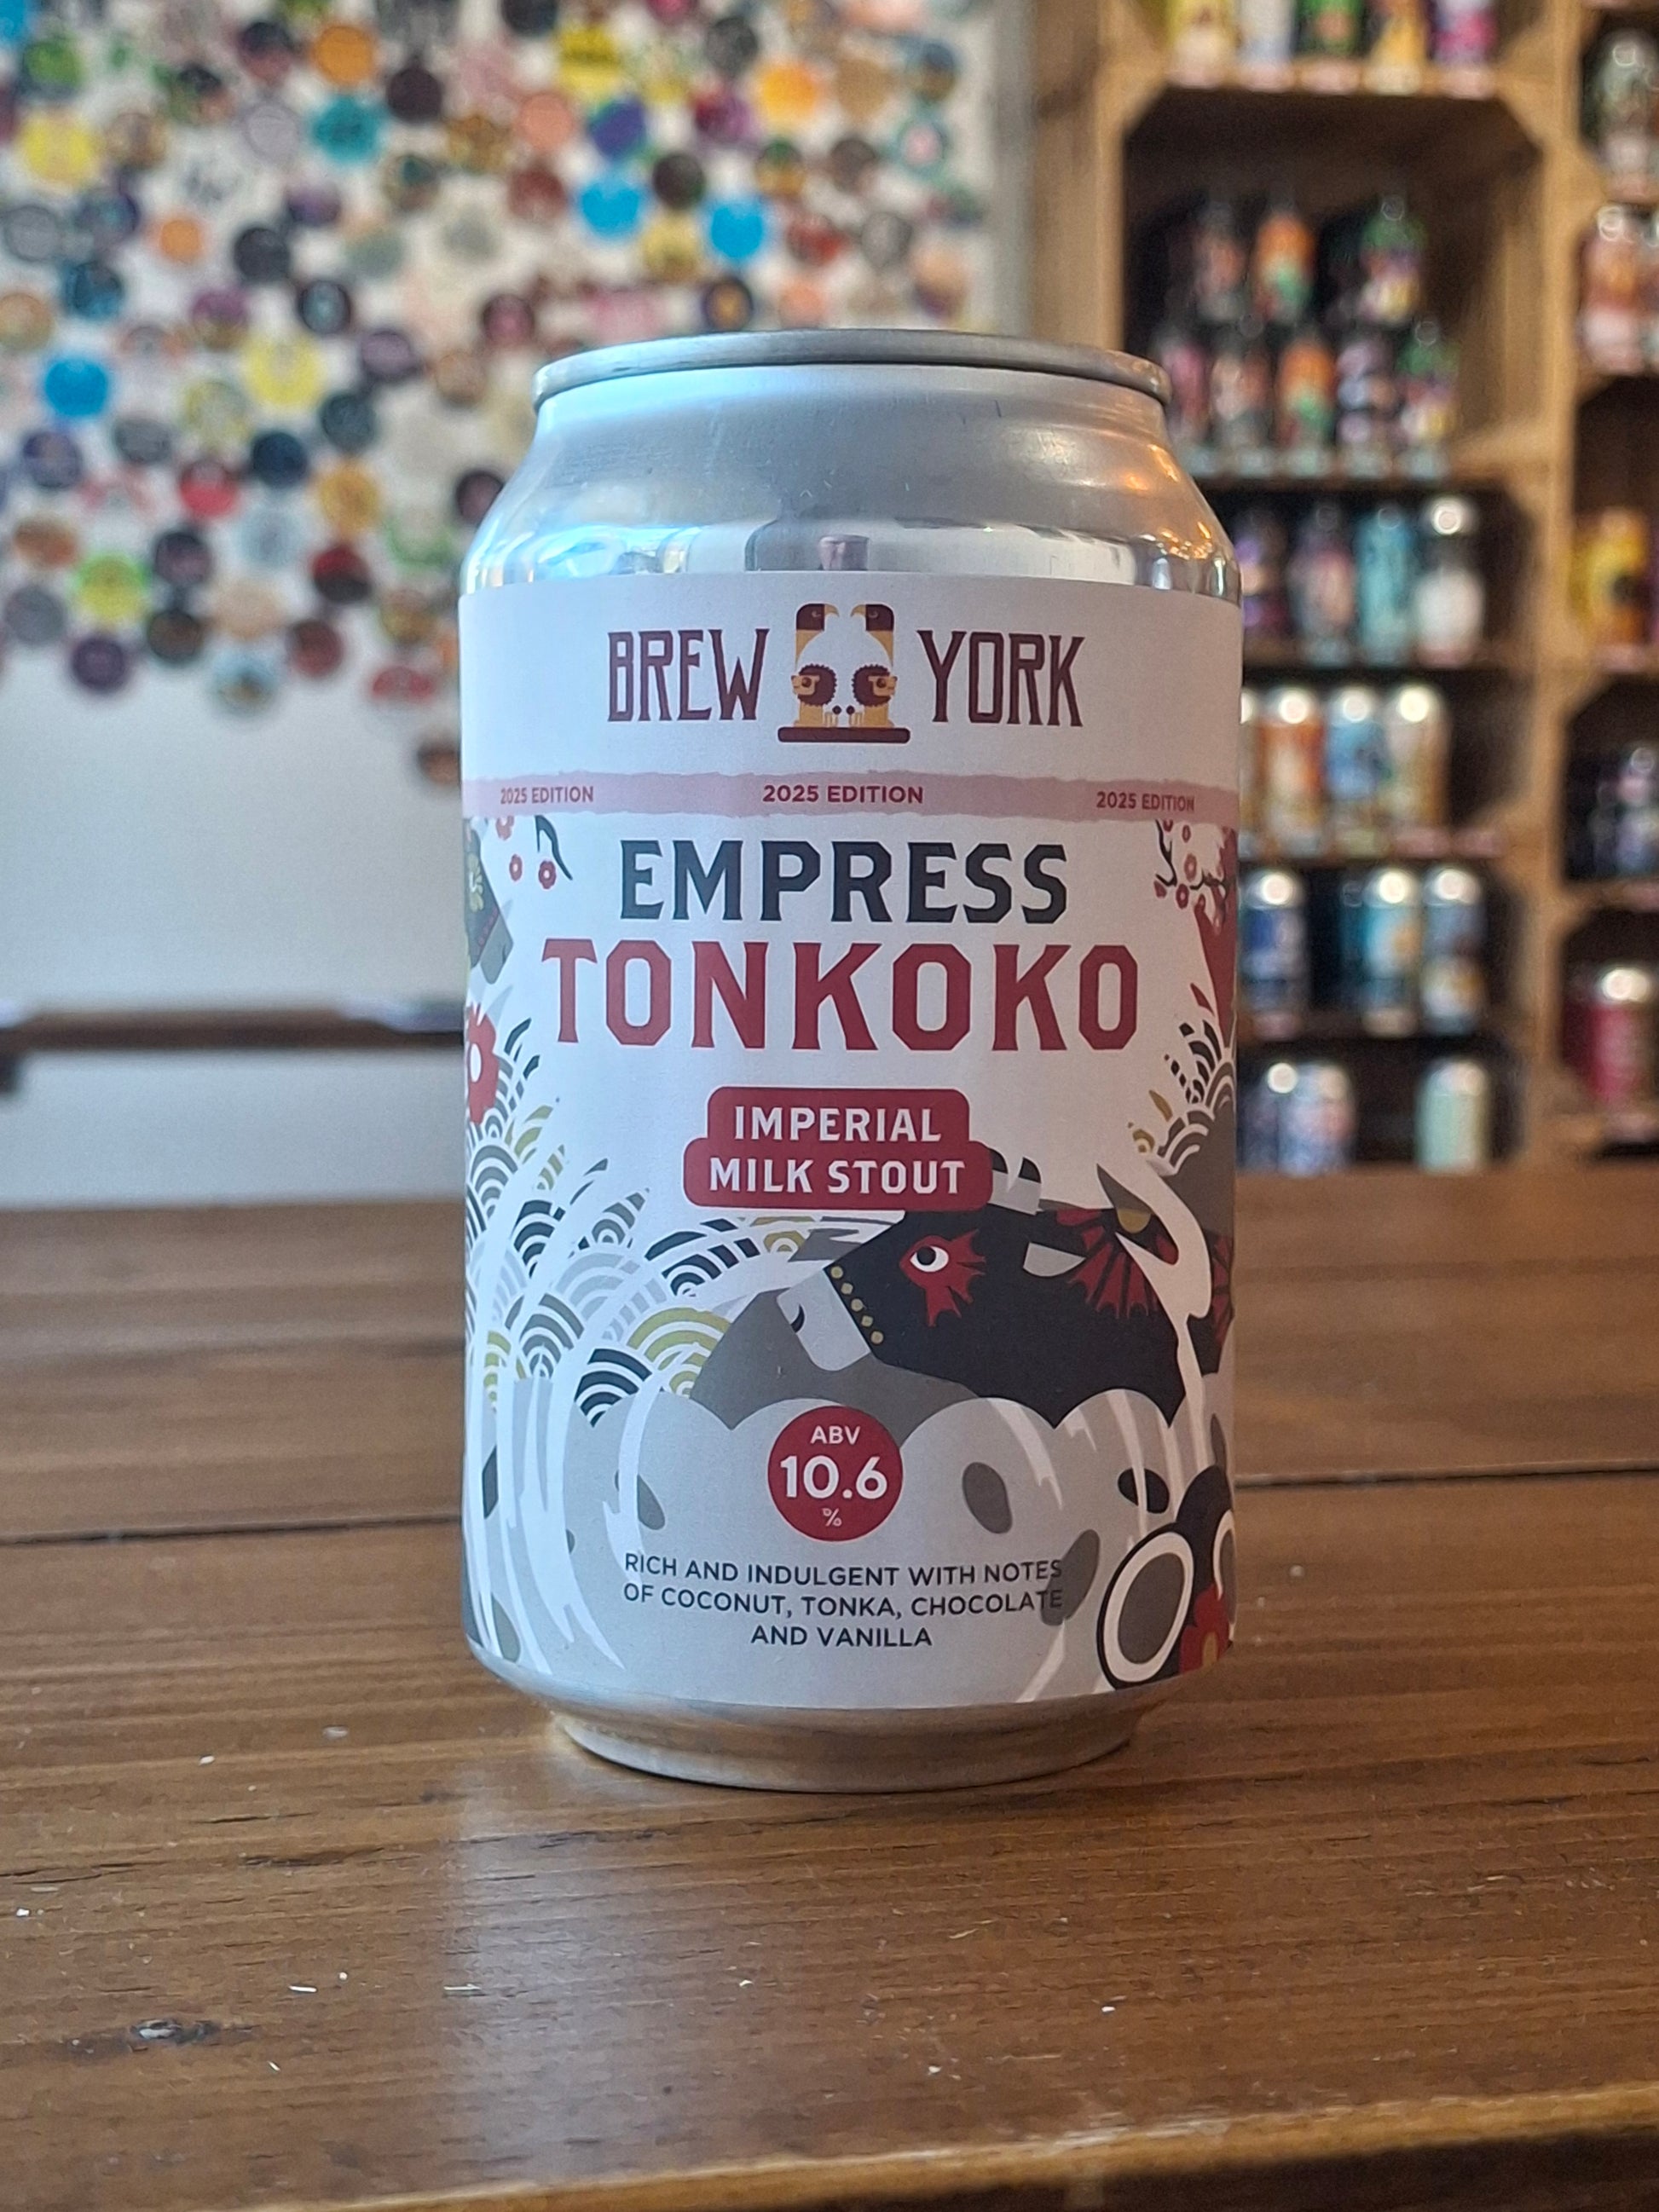 BREW YORK
2025 EDITION 2025 EDITION 2025 EDITION
EMPRESS
TONKOKO
IMPERIAL
MILK STOUT
ABV
10.6
%
RICH AND INDULGENT WITH NOTES
OF COCONUT, TONKA, CHOCOLATE
AND VANILLA